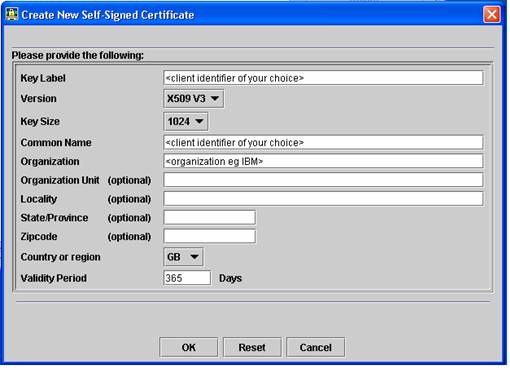 Create New Self-Signed Certificate
Please provide the following:
Key Label <client identifier of your choice>
Version X509 V3
Key Size 1024
Common Name <client identifier of your choice>
Organization <organization eg IBM>
Organization Unit (optional)
Locality (optional)
State/Province (optional)
Zipcode (optional)
Country or region GB
Validity Period 365 Days
OK Reset Cancel